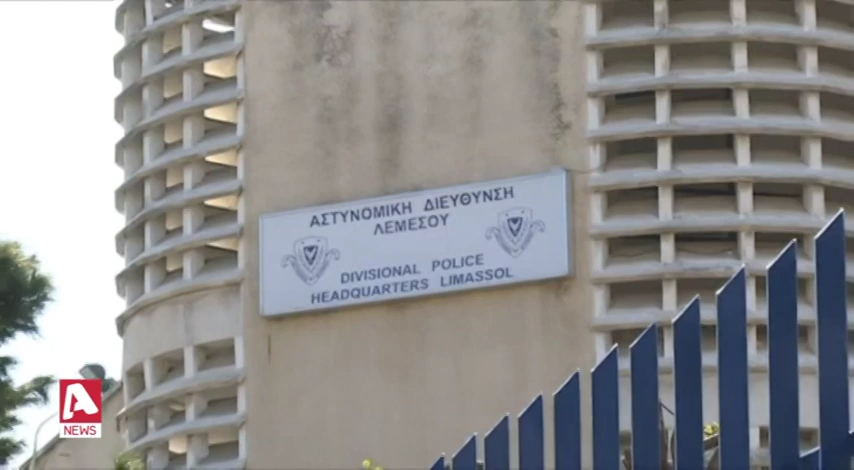 ΑΣΤΥΝΟΜΙΚΗ ΔΙΕΥΘΥΝΣΗ
ΛΕΜΕΣΟΥ
DIVISIONAL POLICE
HEADQUARTERS LIMASSOL
A
NEWS